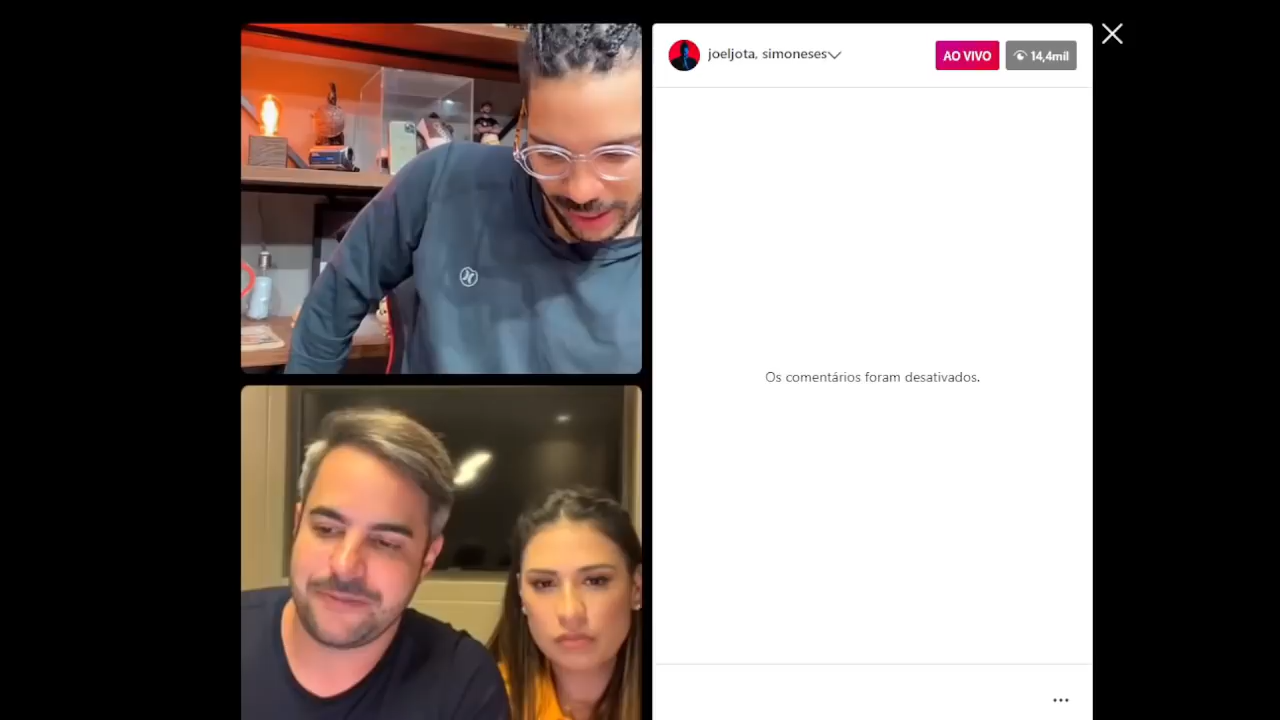 joeljota, simoneses
AO VIVO
14,4mil
Os comentários foram desativados.